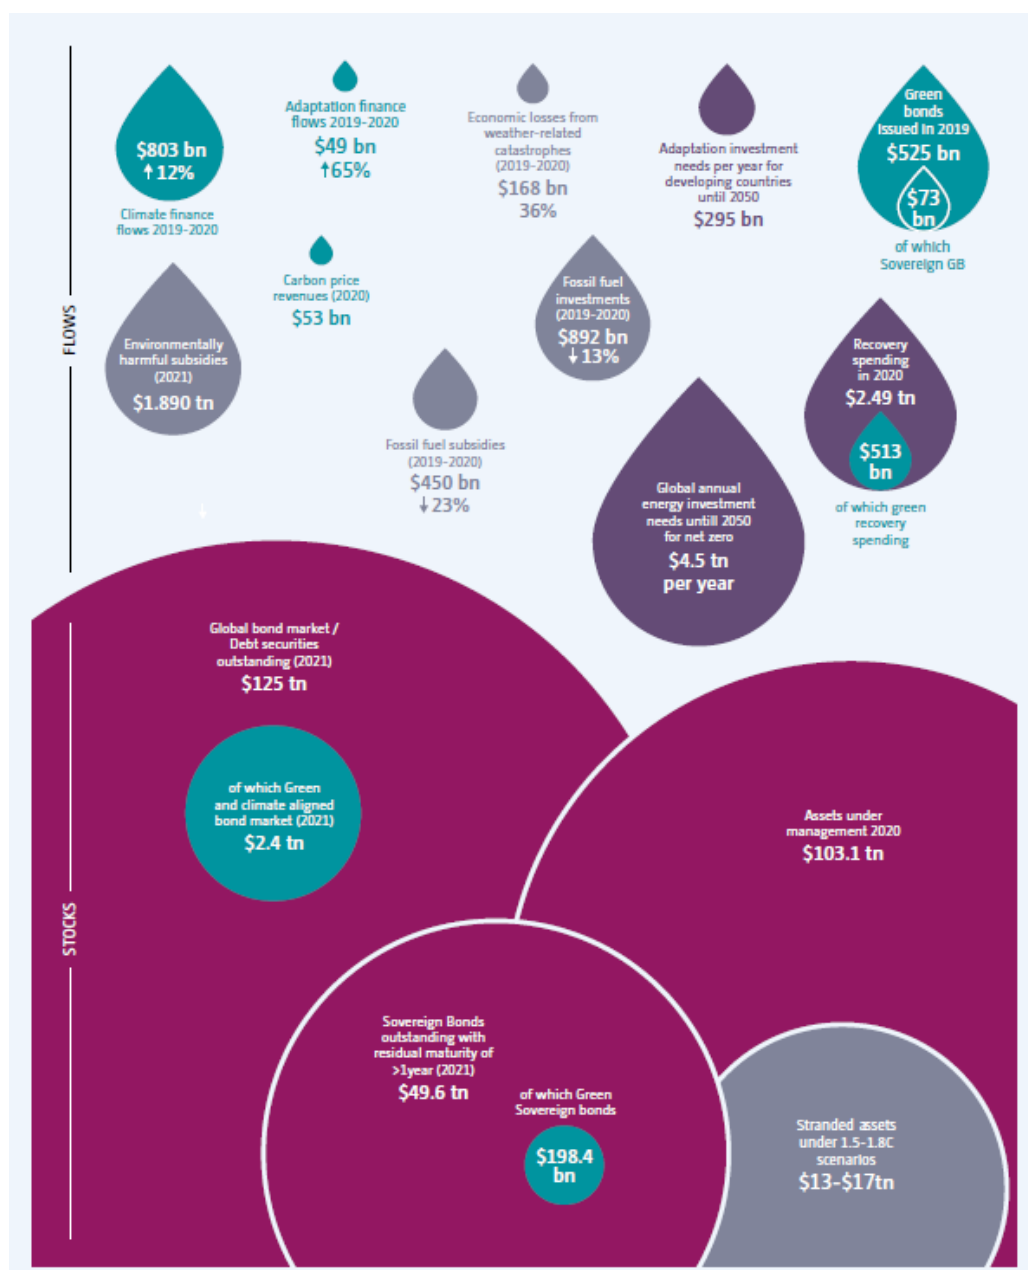 FLOWS
$803 bn
↑ 12%
Climate finance
flows 2019-2020
Adaptation finance
flows 2019-2020
$49 bn
↑65%
Economic losses from
weather-related
catastrophes
(2019-2020)
$168 bn
36%
Adaptation investment
needs per year for
developing countries
until 2050
$295 bn
Green
bonds
Issued in 2019
$525 bn
$73
bn
of which
Sovereign GB
Environmentally
harmful subsidies
(2021)
$1.890 tn
Carbon price
revenues (2020)
$53 bn
Fossil fuel
investments
(2019-2020)
$892 bn
↓ 13%
Recovery
spending
in 2020
$2.49 tn
$513
bn
of which green
recovery
spending
Fossil fuel subsidies
(2019-2020)
$450 bn
↓ 23%
Global annual
energy investment
needs untill 2050
for net zero
$4.5 tn
per year
↓
STOCKS
Global bond market /
Debt securities
outstanding (2021)
$125 tn
of which Green
and climate aligned
bond market (2021)
$2.4 tn
Assets under
management 2020
$103.1 tn
Sovereign Bonds
outstanding with
residual maturity of
>1year (2021)
$49.6 tn
of which Green
Sovereign bonds
$198.4
bn
Stranded assets
under 1.5-1.8C
scenarios
$13-$17tn